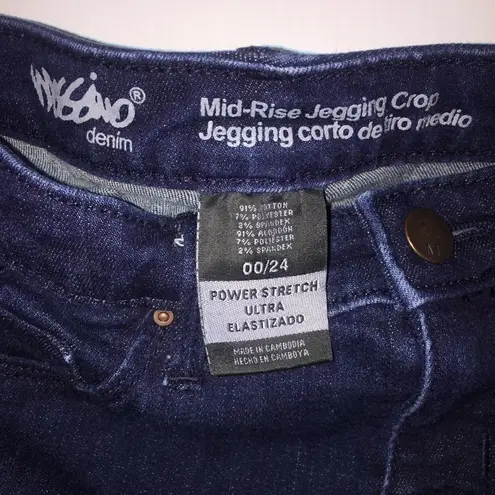 Mossimo®
denim
Mid-Rise Jegging Crop
Jegging corto de tiro medio
91% COTTON
7% POLYESTER
2% SPANDEX
91% ALGODÓN
7% POLIÉSTER
2% SPANDEX
00/24
POWER STRETCH
ULTRA
ELASTIZADO
MADE IN CAMBODIA
HECHO EN CAMBOYA
M